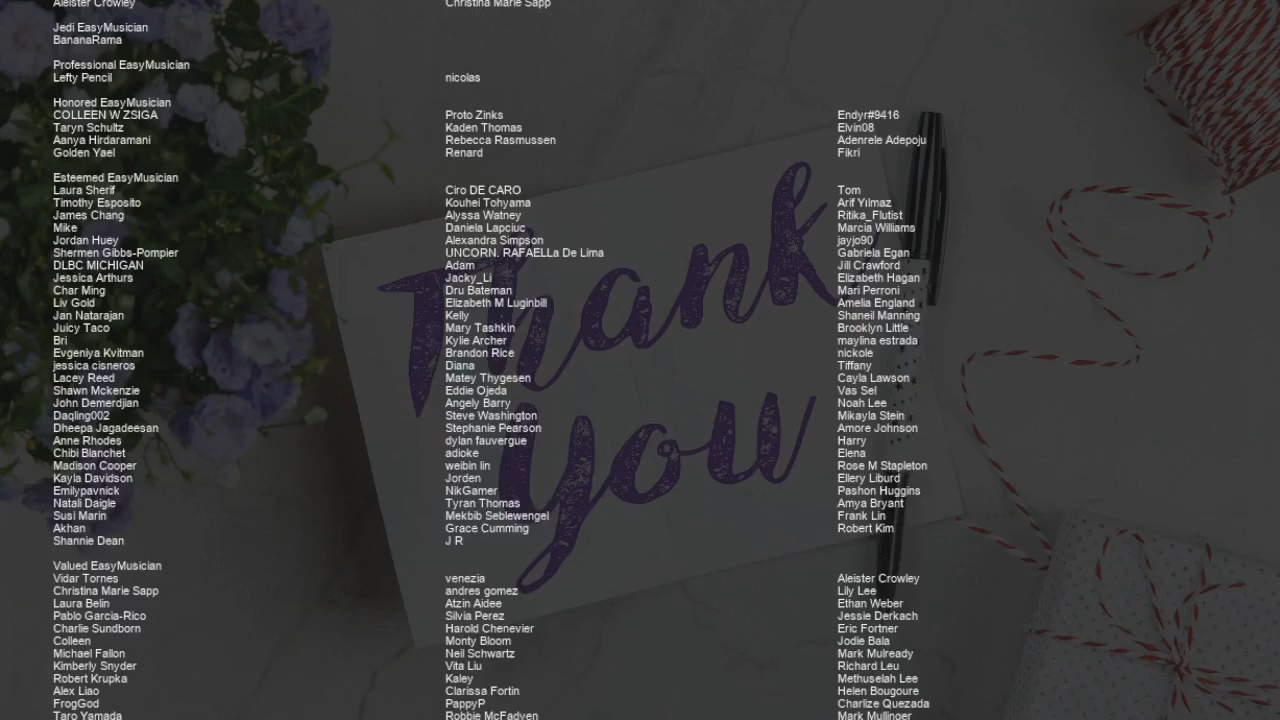 Aleister Crowley Christina Marie Sapp
Jedi EasyMusician
BananaRama
Professional EasyMusician
Lefty Pencil nicolas
Honored EasyMusician
COLLEEN W ZSIGA Proto Zinks Endyr#9416
Taryn Schultz Kaden Thomas Elvin08
Aanya Hirdaramani Rebecca Rasmussen Adenrele Adepoju
Golden Yael Renard Fikri
Esteemed EasyMusician
Laura Sherif Ciro DE CARO Tom
Timothy Esposito Kouhei Tohyama Arif Yılmaz
James Chang Alyssa Watney Ritika_Flutist
Mike Daniela Lapciuc Marcia Williams
Jordan Huey Alexandra Simpson jayjo90
Shermen Gibbs-Pompier UNCORN. RAFAELLa De Lima Gabriela Egan
DLBC MICHIGAN Adam Jill Crawford
Jessica Arthurs Jacky_Li Elizabeth Hagan
Char Ming Dru Bateman Mari Perroni
Liv Gold Elizabeth M Luginbill Amelia England
Jan Natarajan Kelly Shaneil Manning
Juicy Taco Mary Tashkin Brooklyn Little
Bri Kylie Archer maylina estrada
Evgeniya Kvitman Brandon Rice nickole
jessica cisneros Diana Tiffany
Lacey Reed Matey Thygesen Cayla Lawson
Shawn Mckenzie Eddie Ojeda Vas Sel
John Demerdjian Angely Barry Noah Lee
Daqling002 Steve Washington Mikayla Stein
Dheepa Jagadeesan Stephanie Pearson Amore Johnson
Anne Rhodes dylan fauvergue Harry
Chibi Blanchet adioke Elena
Madison Cooper weibin lin Rose M Stapleton
Kayla Davidson Jorden Ellery Liburd
Emilypavnick NikGamer Pashon Huggins
Natali Daigle Tyran Thomas Amya Bryant
Susi Marin Mekbib Seblewengel Frank Lin
Akhan Grace Cumming Robert Kim
Shannie Dean J R
Thank
you
Valued EasyMusician
Vidar Tornes venezia Aleister Crowley
Christina Marie Sapp andres gomez Lily Lee
Laura Belin Atzin Aidee Ethan Weber
Pablo Garcia-Rico Silvia Perez Jessie Derkach
Charlie Sundborn Harold Chenevier Eric Fortner
Colleen Monty Bloom Jodie Bala
Michael Fallon Neil Schwartz Mark Mulready
Kimberly Snyder Vita Liu Richard Leu
Robert Krupka Kaley Methuselah Lee
Alex Liao Clarissa Fortin Helen Bougoure
FrogGod PappyP Charlize Quezada
Taro Yamada Robbie McFadyen Mark Mullinger